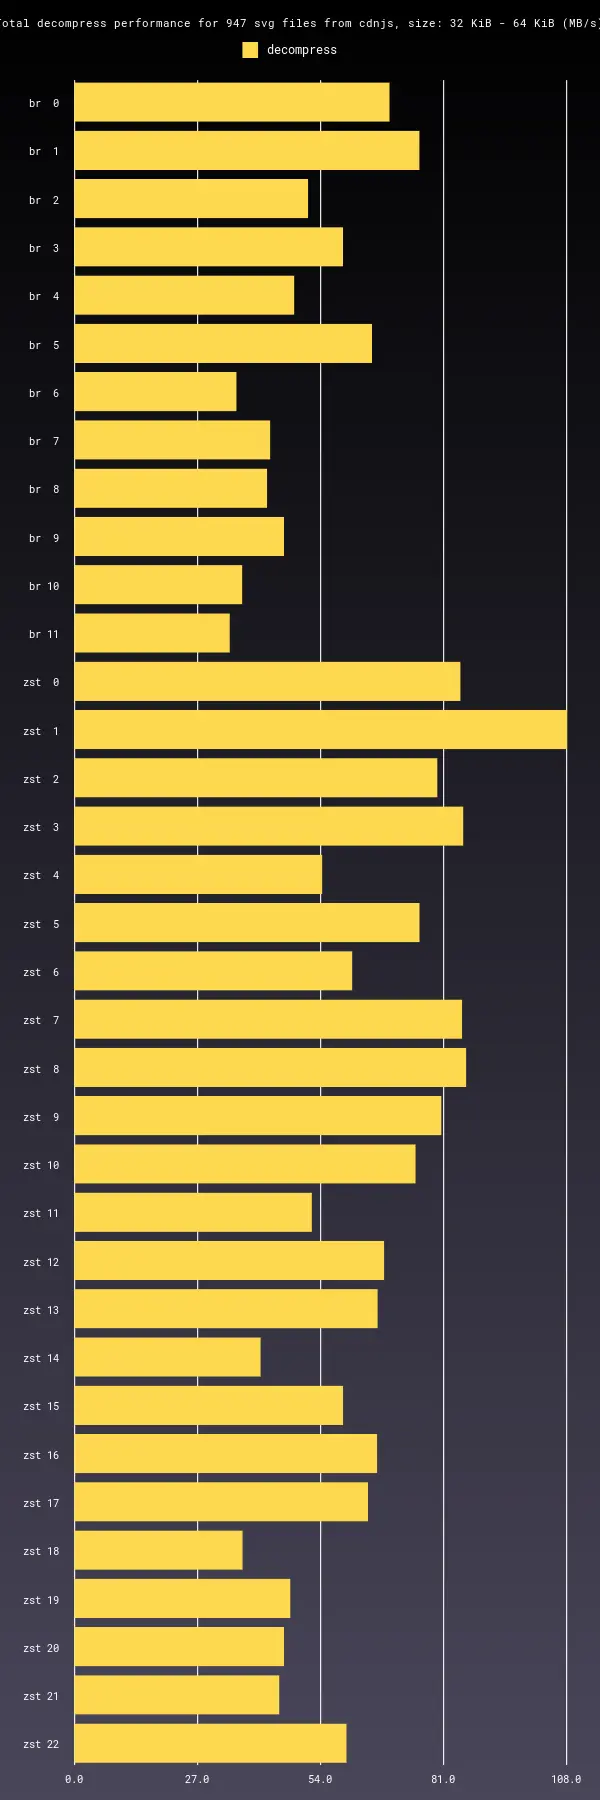 otal decompress performance for 947 svg files from cdnjs, size: 32 KiB - 64 KiB (MB/s)
decompress
br 0
br 1
br 2
br 3
br 4
br 5
br 6
br 7
br 8
br 9
br 10
br 11
zst 0
zst 1
zst 2
zst 3
zst 4
zst 5
zst 6
zst 7
zst 8
zst 9
zst 10
zst 11
zst 12
zst 13
zst 14
zst 15
zst 16
zst 17
zst 18
zst 19
zst 20
zst 21
zst 22
0.0 27.0 54.0 81.0 108.0